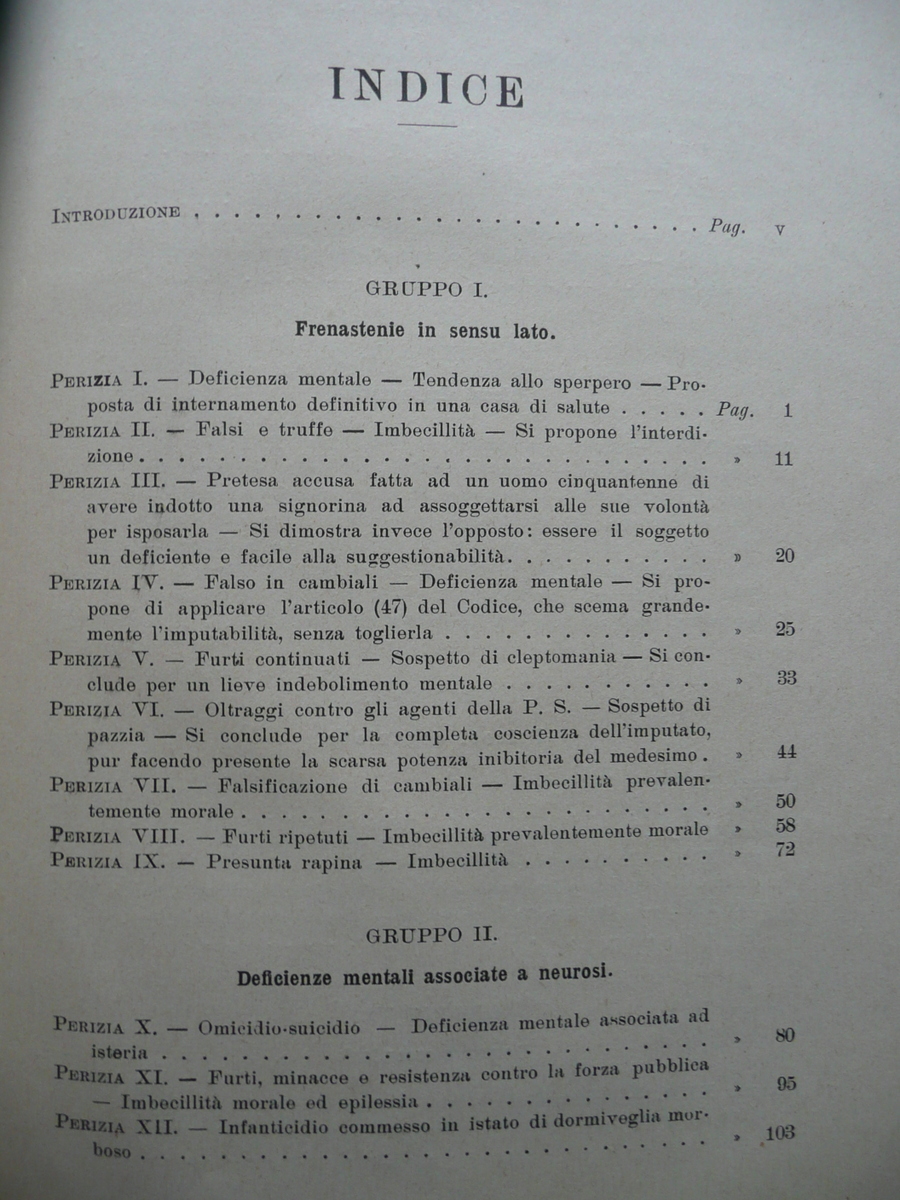 INDICE
INTRODUZIONE . . . . . . . . . . . . . . . . . . . . . . . . . Pag. V
GRUPPO I.
Frenastenie in sensu lato.
PERIZIA I. — Deficienza mentale — Tendenza allo sperpero — Pro-
posta di internamento definitivo in una casa di salute . . . . . Pag. 1
PERIZIA II. — Falsi e truffe — Imbecillità — Si propone l'interdi-
zione . . . . . . . . . . . . . . . . . . . . . . . . . . » 11
PERIZIA III. — Pretesa accusa fatta ad un uomo cinquantenne di
avere indotto una signorina ad assoggettarsi alle sue volontà
per isposarla — Si dimostra invece l'opposto: essere il soggetto
un deficiente e facile alla suggestionabilità. . . . . . . . . . . » 20
PERIZIA IV. — Falso in cambiali — Deficienza mentale — Si pro-
pone di applicare l'articolo (47) del Codice, che scema grande-
mente l'imputabilità, senza toglierla . . . . . . . . . . . . . . » 25
PERIZIA V. — Furti continuati — Sospetto di cleptomania — Si con-
clude per un lieve indebolimento mentale . . . . . . . . . . . » 33
PERIZIA VI. — Oltraggi contro gli agenti della P. S. — Sospetto di
pazzia — Si conclude per la completa coscienza dell'imputato,
pur facendo presente la scarsa potenza inibitoria del medesimo . » 44
PERIZIA VII. — Falsificazione di cambiali — Imbecillità prevalen-
temente morale . . . . . . . . . . . . . . . . . . . . . . » 50
PERIZIA VIII. — Furti ripetuti — Imbecillità prevalentemente morale » 58
PERIZIA IX. — Presunta rapina — Imbecillità . . . . . . . . . . » 72
GRUPPO II.
Deficienze mentali associate a neurosi.
PERIZIA X. — Omicidio-suicidio — Deficienza mentale associata ad
isteria . . . . . . . . . . . . . . . . . . . . . . . . . » 80
PERIZIA XI. — Furti, minacce e resistenza contro la forza pubblica
— Imbecillità morale ed epilessia . . . . . . . . . . . . . . » 95
PERIZIA XII. — Infanticidio commesso in istato di dormiveglia mor-
boso . . . . . . . . . . . . . . . . . . . . . . . . . . » 103